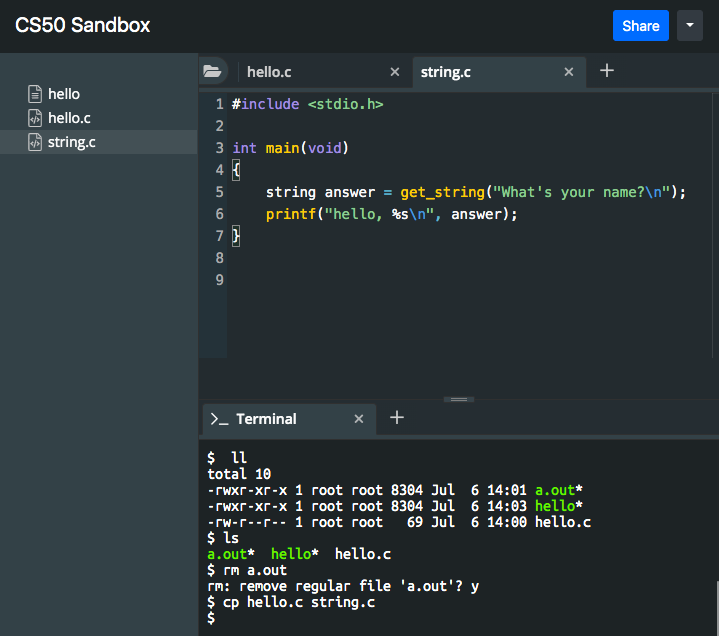 CS50 Sandbox
Share
hello
hello.c
string.c
hello.c ×
string.c ×
+
1 #include <stdio.h>
2
3 int main(void)
4 {
5     string answer = get_string("What's your name?\n");
6     printf("hello, %s\n", answer);
7 }
8
9
>_ Terminal ×
+
$  ll
total 10
-rwxr-xr-x 1 root root 8304 Jul  6 14:01 a.out*
-rwxr-xr-x 1 root root 8304 Jul  6 14:03 hello*
-rw-r--r-- 1 root root   69 Jul  6 14:00 hello.c
$ ls
a.out*  hello*  hello.c
$ rm a.out
rm: remove regular file 'a.out'? y
$ cp hello.c string.c
$